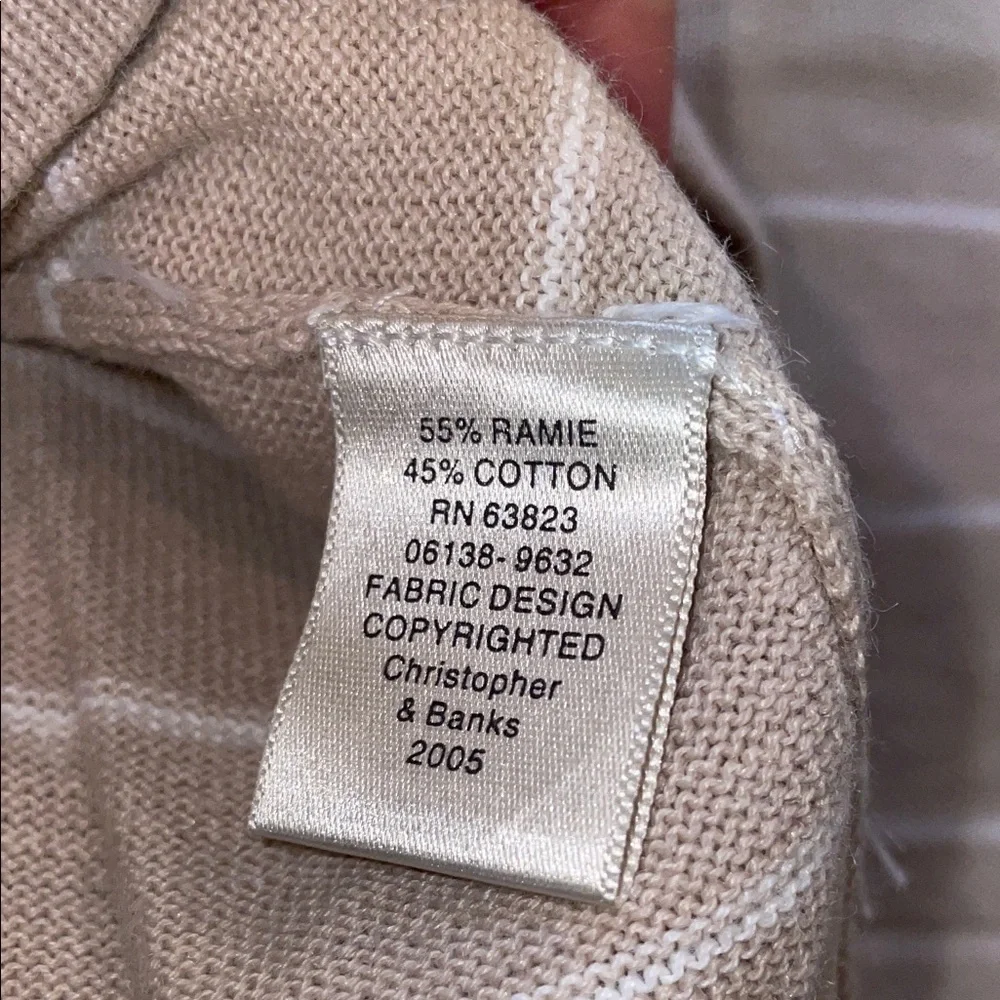 55% RAMIE
45% COTTON
RN 63823
06138-9632
FABRIC DESIGN
COPYRIGHTED
Christopher
& Banks
2005